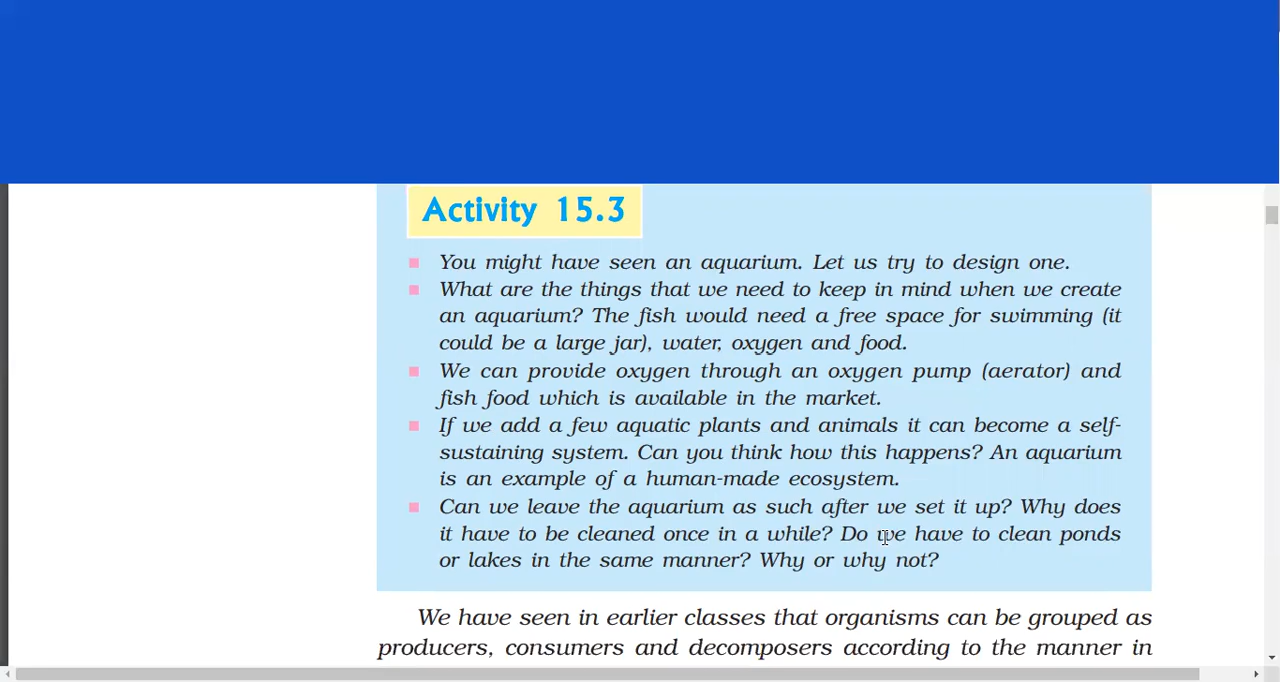 Activity 15.3
You might have seen an aquarium. Let us try to design one.
What are the things that we need to keep in mind when we create
an aquarium? The fish would need a free space for swimming (it
could be a large jar), water, oxygen and food.
We can provide oxygen through an oxygen pump (aerator) and
fish food which is available in the market.
If we add a few aquatic plants and animals it can become a self-
sustaining system. Can you think how this happens? An aquarium
is an example of a human-made ecosystem.
Can we leave the aquarium as such after we set it up? Why does
it have to be cleaned once in a while? Do we have to clean ponds
or lakes in the same manner? Why or why not?
We have seen in earlier classes that organisms can be grouped as
producers, consumers and decomposers according to the manner in